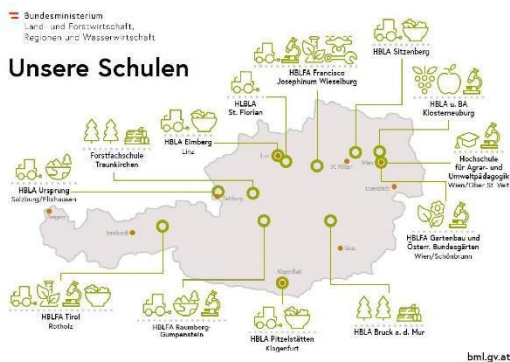 Bundesministerium
Land- und Forstwirtschaft,
Regionen und Wasserwirtschaft
Unsere Schulen
HBLA Sitzenberg
HBLFA Francisco
Josephinum Wieselburg
HLBLA
St. Florian
HBLA u. BA
Klosterneuburg
HBLA Elmberg
Linz
Forstfachschule
Traunkirchen
Hochschule
für Agrar- und
Umweltpädagogik
Wien/Ober St. Veit
HBLA Ursprung
Salzburg/Elixhausen
Linz
St. Pölten
Wien
Eisenstadt
Salzburg
Bregenz
Innsbruck
Graz
Klagenfurt
HBLFA Gartenbau und
Österr. Bundesgärten
Wien/Schönbrunn
HBLFA Tirol
Rotholz
HBLFA Raumberg-
Gumpenstein
HBLA Pitzelstätten
Klagenfurt
HBLA Bruck a. d. Mur
bml.gv.at